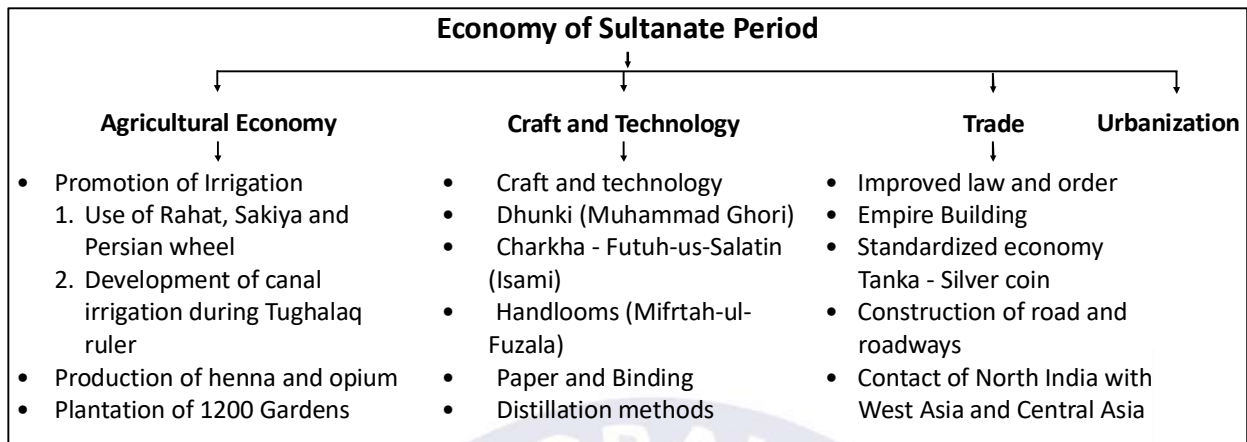 Economy of Sultanate Period
Agricultural Economy
• Promotion of Irrigation
1. Use of Rahat, Sakiya and
Persian wheel
2. Development of canal
irrigation during Tughalaq
ruler
• Production of henna and opium
• Plantation of 1200 Gardens
Craft and Technology
• Craft and technology
• Dhunki (Muhammad Ghori)
• Charkha - Futuh-us-Salatin
(Isami)
• Handlooms (Mifrtah-ul-
Fuzala)
• Paper and Binding
• Distillation methods
Trade
• Improved law and order
• Empire Building
• Standardized economy
Tanka - Silver coin
• Construction of road and
roadways
• Contact of North India with
West Asia and Central Asia
Urbanization